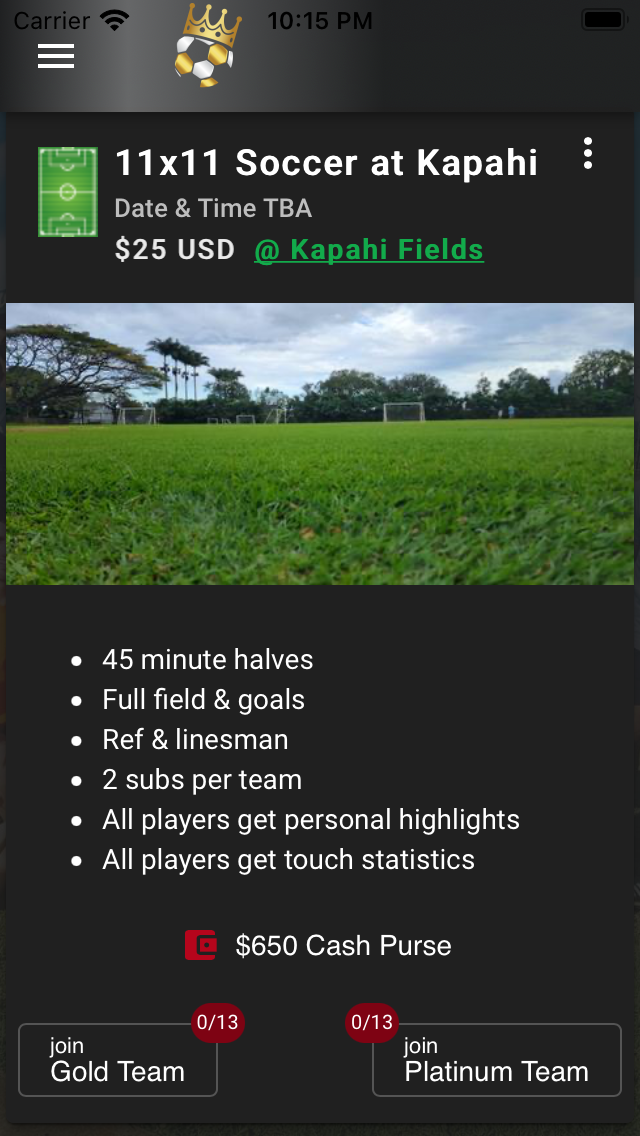 Carrier 10:15 PM
11x11 Soccer at Kapahi
Date & Time TBA
$25 USD @ Kapahi Fields
45 minute halves
Full field & goals
Ref & linesman
2 subs per team
All players get personal highlights
All players get touch statistics
$650 Cash Purse
0/13 0/13
join join
Gold Team Platinum Team